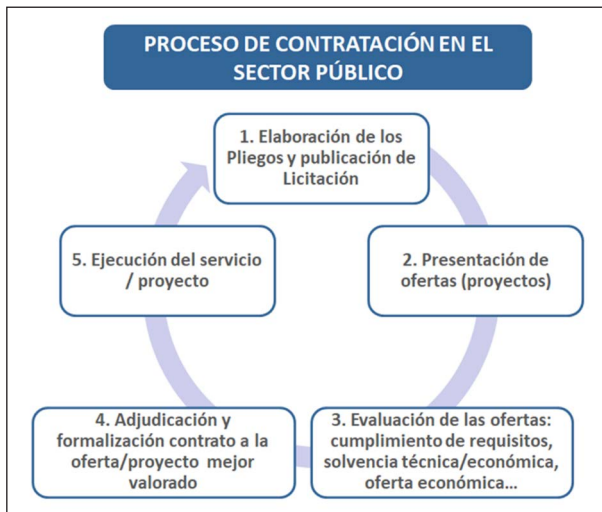 PROCESO DE CONTRATACIÓN EN EL
SECTOR PÚBLICO
1. Elaboración de los
Pliegos y publicación de
Licitación
2. Presentación de
ofertas (proyectos)
3. Evaluación de las ofertas:
cumplimiento de requisitos,
solvencia técnica/económica,
oferta económica...
4. Adjudicación y
formalización contrato a la
oferta/proyecto mejor
valorado
5. Ejecución del servicio
/ proyecto